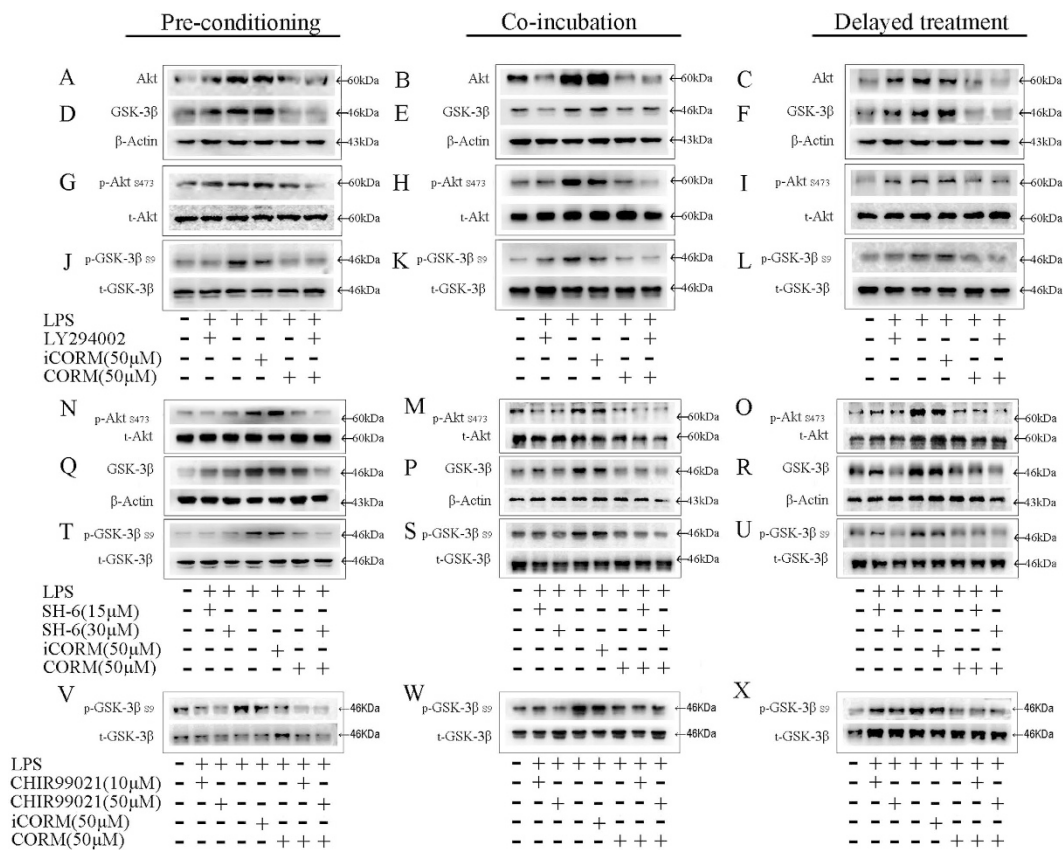 Pre-conditioning Co-incubation Delayed treatment
A Akt ←60kDa B Akt ←60kDa C Akt ←60kDa
D GSK-3β ←46kDa E GSK-3β ←46kDa F GSK-3β ←46kDa
β-Actin ←43kDa β-Actin ←43kDa β-Actin ←43kDa
G p-Akt S473 ←60kDa H p-Akt S473 ←60kDa I p-Akt S473 ←60kDa
t-Akt ←60kDa t-Akt ←60kDa t-Akt ←60kDa
J p-GSK-3β S9 ←46kDa K p-GSK-3β S9 ←46kDa L p-GSK-3β S9 ←46kDa
t-GSK-3β ←46kDa t-GSK-3β ←46kDa t-GSK-3β ←46kDa
LPS - + + + + + - + + + + + - + + + + +
LY294002 - + - - - + - + - - - + - + - - - +
iCORM(50μM) - - - + - - - - - + - - - - - + - -
CORM(50μM) - - - - + + - - - - + + - - - - + +
N p-Akt S473 ←60kDa M p-Akt S473 ←60kDa O p-Akt S473 ←60kDa
t-Akt ←60kDa t-Akt ←60kDa t-Akt ←60kDa
Q GSK-3β ←46kDa P GSK-3β ←46kDa R GSK-3β ←46kDa
β-Actin ←43kDa β-Actin ←43kDa β-Actin ←43kDa
T p-GSK-3β S9 ←46kDa S p-GSK-3β S9 ←46kDa U p-GSK-3β S9 ←46kDa
t-GSK-3β ←46kDa t-GSK-3β ←46kDa t-GSK-3β ←46kDa
LPS - + + + + + + - + + + + + + + - + + + + + + +
SH-6(15μM) - + - - - - - - + - - - - + - - + - - - - + -
SH-6(30μM) - - + - - - + - - + - - - - + - - + - - - - +
iCORM(50μM) - - - - + - - - - - - + - - - - - - - + - - -
CORM(50μM) - - - - - + + - - - - - + + + - - - - - + + +
V p-GSK-3β S9 ←46KDa W p-GSK-3β S9 ←46KDa X p-GSK-3β S9 ←46KDa
t-GSK-3β ←46KDa t-GSK-3β ←46KDa t-GSK-3β ←46KDa
LPS - + + + + + + + - + + + + + + + - + + + + + + +
CHIR99021(10μM) - + - - - - + - - + - - - - + - - + - - - - + -
CHIR99021(50μM) - - + - - - - + - - + - - - - + - - + - - - - +
iCORM(50μM) - - - - + - - - - - - - + - - - - - - - + - - -
CORM(50μM) - - - - - + + + - - - - - + + + - - - - - + + +